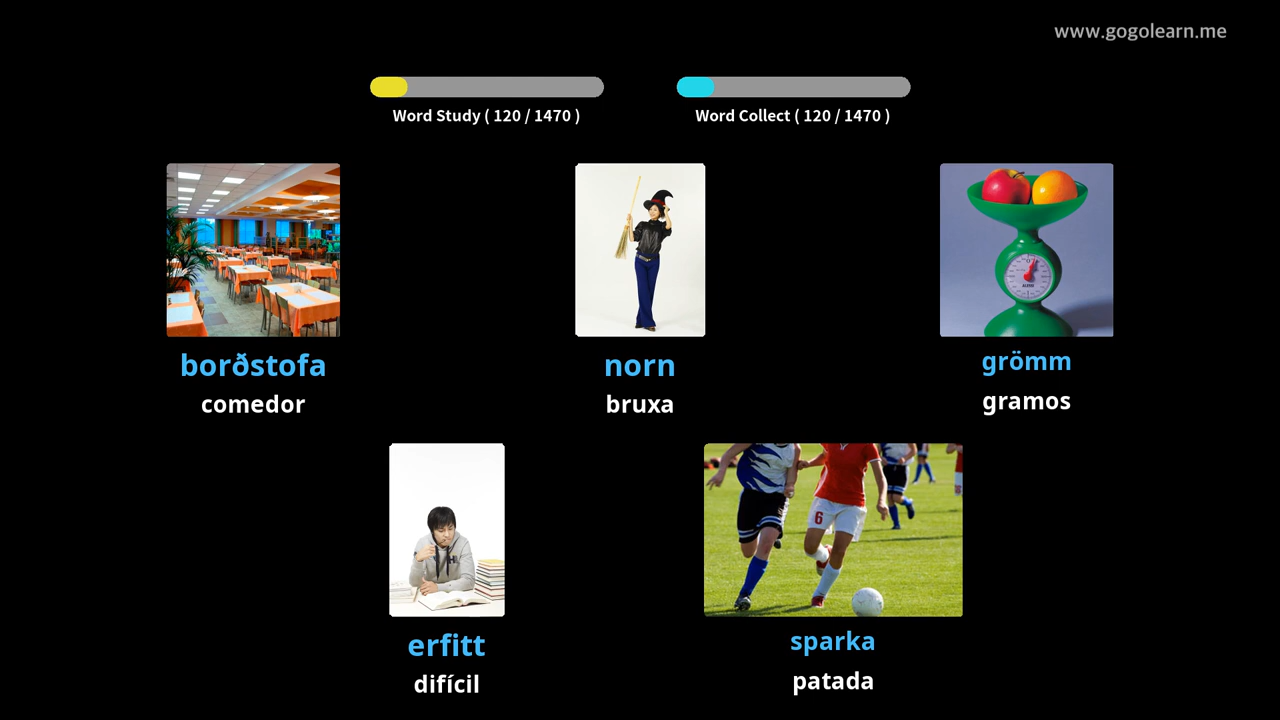 www.gogolearn.me
Word Study ( 120 / 1470 )
Word Collect ( 120 / 1470 )
borðstofa
comedor
norn
bruxa
grömm
gramos
erfitt
difícil
sparka
patada
6